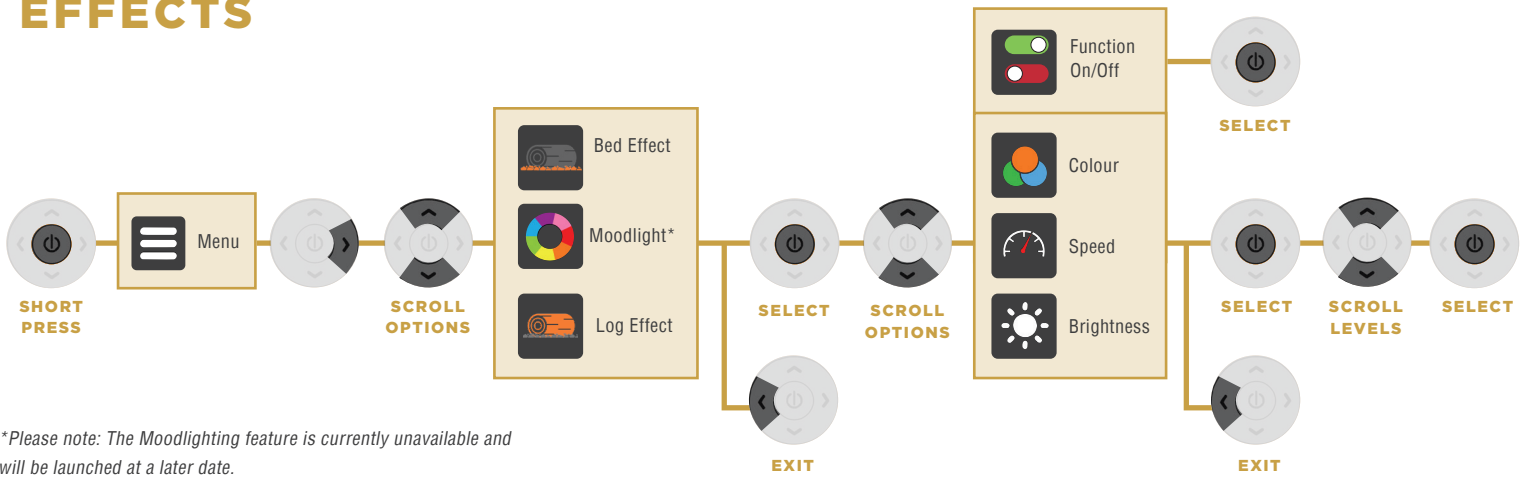 EFFECTS
SHORT
PRESS
Menu
SCROLL
OPTIONS
Bed Effect
Moodlight*
Log Effect
SELECT
EXIT
SCROLL
OPTIONS
Function
On/Off
SELECT
Colour
Speed
Brightness
SELECT
SCROLL
LEVELS
SELECT
EXIT
*Please note: The Moodlighting feature is currently unavailable and
will be launched at a later date.